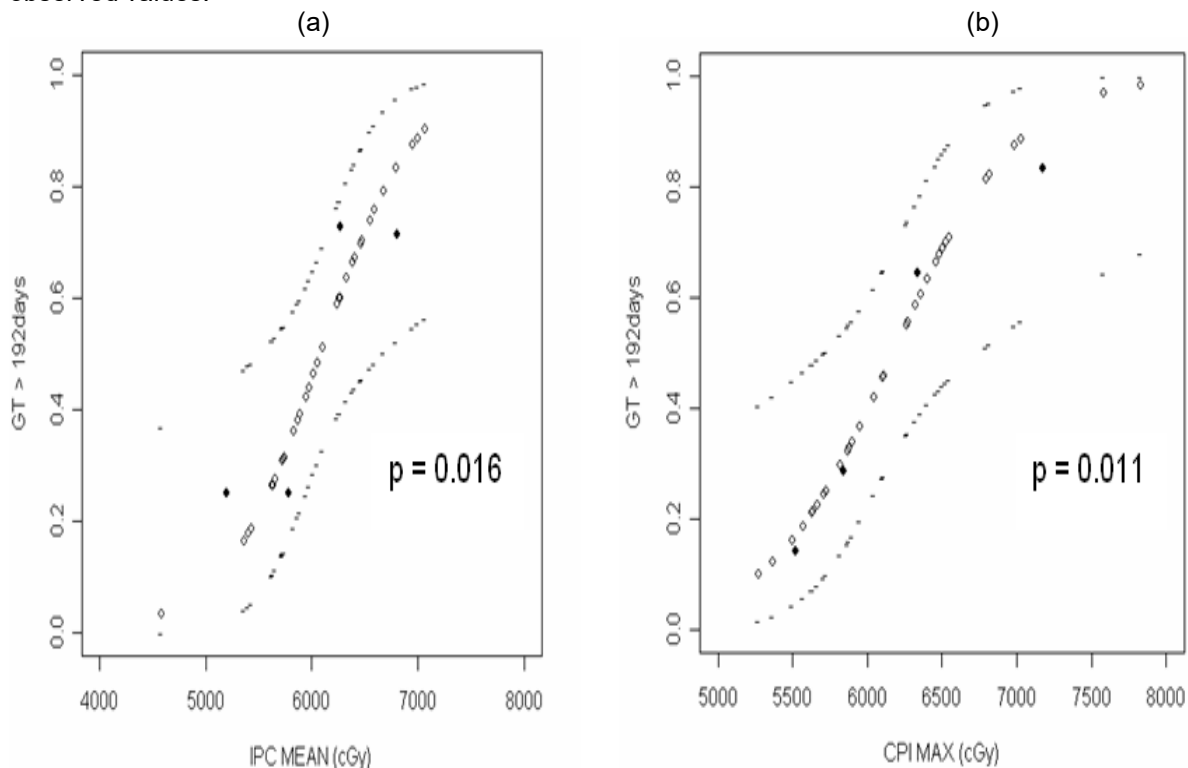 observed values.
(a)
(b)
GT > 192days
0.0
0.2
0.4
0.6
0.8
1.0
p = 0.016
4000
5000
6000
7000
8000
IPC MEAN (cGy)
GT > 192days
0.0
0.2
0.4
0.6
0.8
1.0
p = 0.011
5000
5500
6000
6500
7000
7500
8000
CPI MAX (cGy)